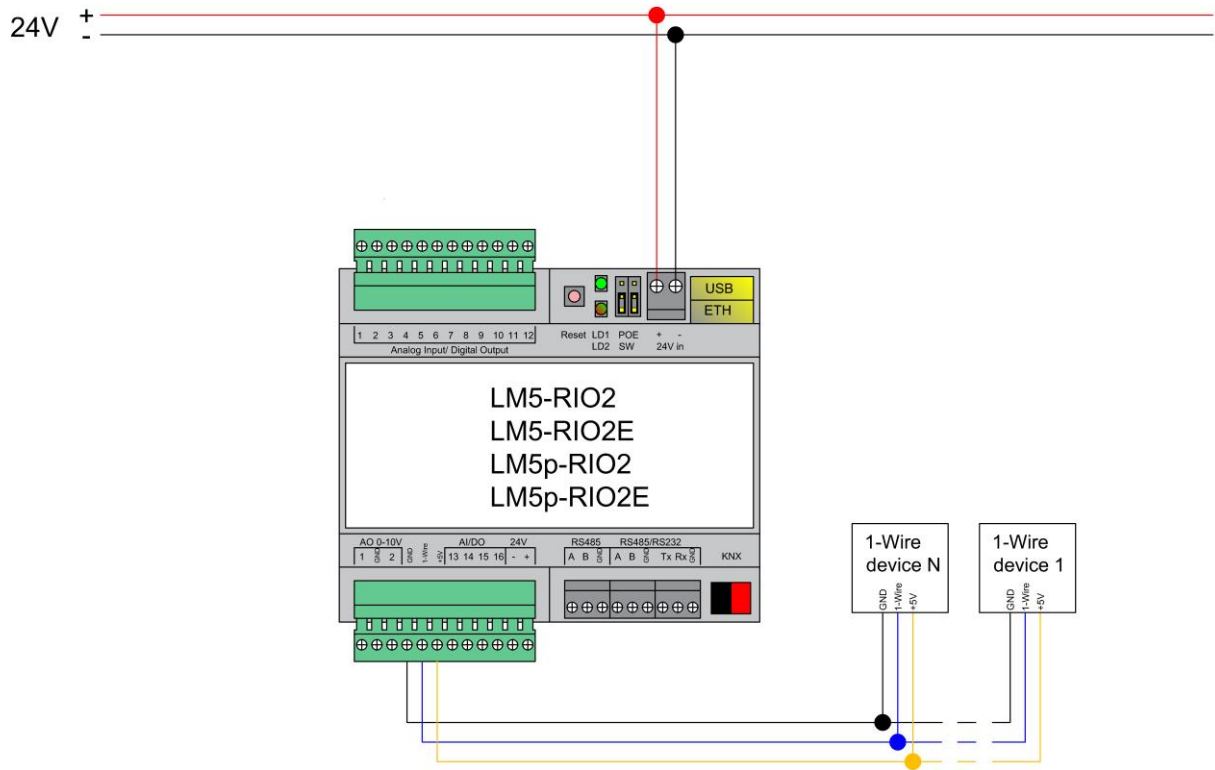 24V + -
USB
ETH
1 2 3 4 5 6 7 8 9 10 11 12
Analog Input/ Digital Output
Reset LD1 POE + -
LD2 SW 24V in
LM5-RIO2
LM5-RIO2E
LM5p-RIO2
LM5p-RIO2E
AO 0-10V AI/DO 24V RS485 RS485/RS232
1 GND 2 GND 1-Wire +5V 13 14 15 16 - + A B GND A B GND Tx Rx GND KNX
1-Wire
device N
GND 1-Wire +5V
1-Wire
device 1
GND 1-Wire +5V